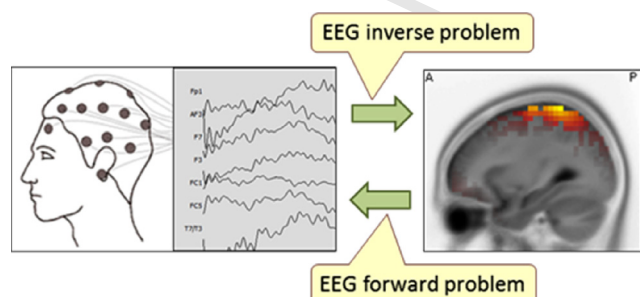 EEG inverse problem
Fp1
AF3
F7
F3
FC1
FC5
T7/T3
A
P
EEG forward problem